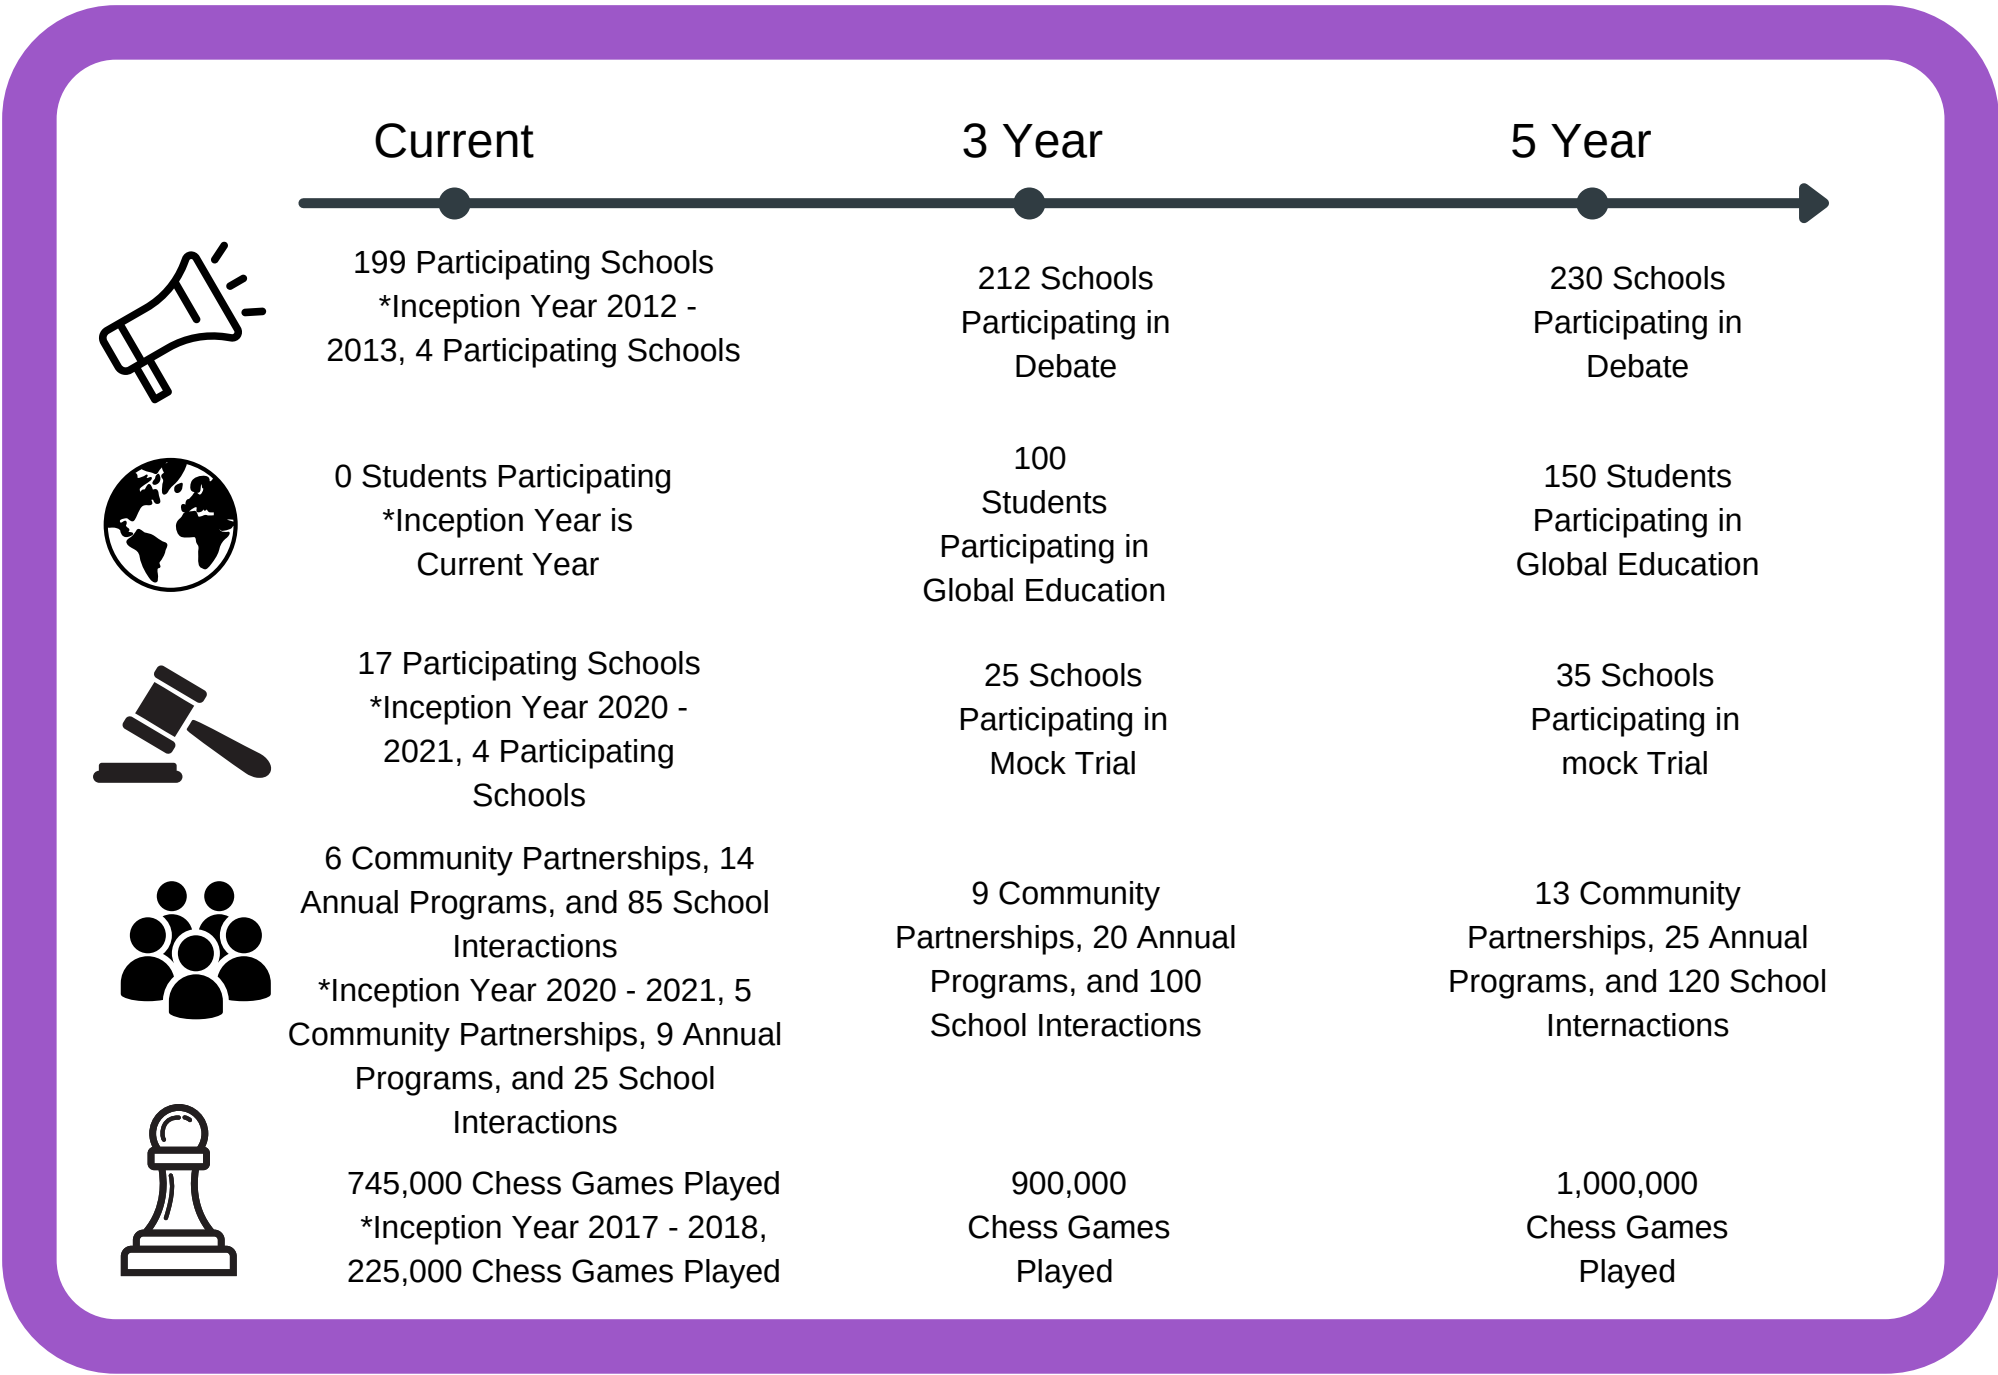 Current
3 Year
5 Year
199 Participating Schools
*Inception Year 2012 -
2013, 4 Participating Schools
212 Schools
Participating in
Debate
230 Schools
Participating in
Debate
0 Students Participating
*Inception Year is
Current Year
100
Students
Participating in
Global Education
150 Students
Participating in
Global Education
17 Participating Schools
*Inception Year 2020 -
2021, 4 Participating
Schools
25 Schools
Participating in
Mock Trial
35 Schools
Participating in
mock Trial
6 Community Partnerships, 14
Annual Programs, and 85 School
Interactions
*Inception Year 2020 - 2021, 5
Community Partnerships, 9 Annual
Programs, and 25 School
Interactions
9 Community
Partnerships, 20 Annual
Programs, and 100
School Interactions
13 Community
Partnerships, 25 Annual
Programs, and 120 School
Internactions
745,000 Chess Games Played
*Inception Year 2017 - 2018,
225,000 Chess Games Played
900,000
Chess Games
Played
1,000,000
Chess Games
Played